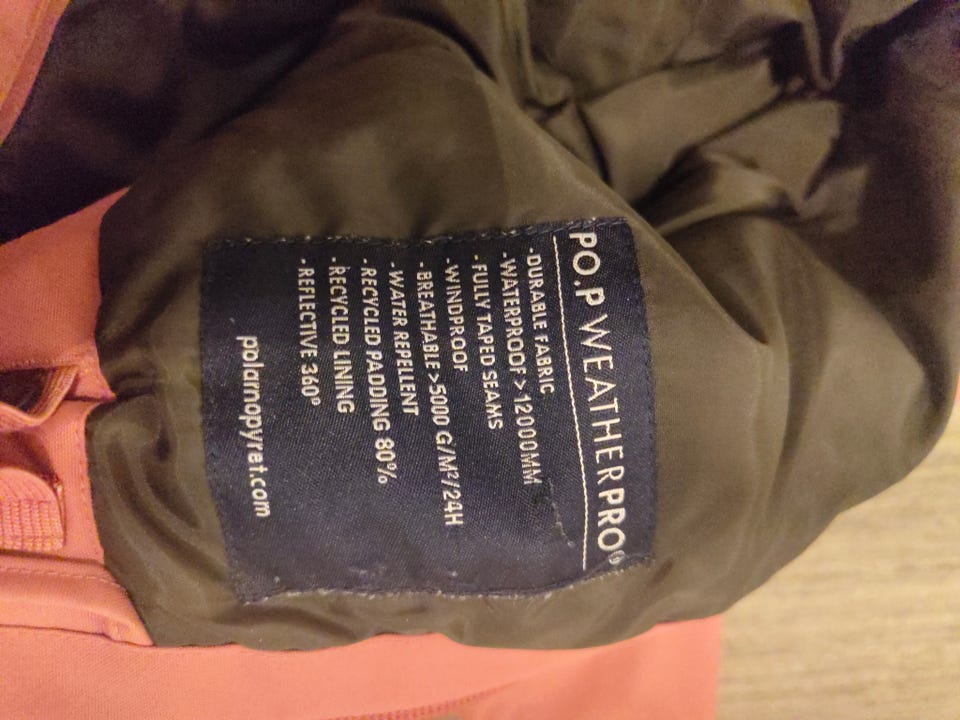 PO.P WEATHERPRO®
-DURABLE FABRIC
-WATERPROOF >12000MM
-FULLY TAPED SEAMS
-WINDPROOF
-BREATHABLE >5000 G/M²/24H
-WATER REPELLENT
-RECYCLED PADDING 80%
-RECYCLED LINING
-REFLECTIVE 360°
polarnopyret.com